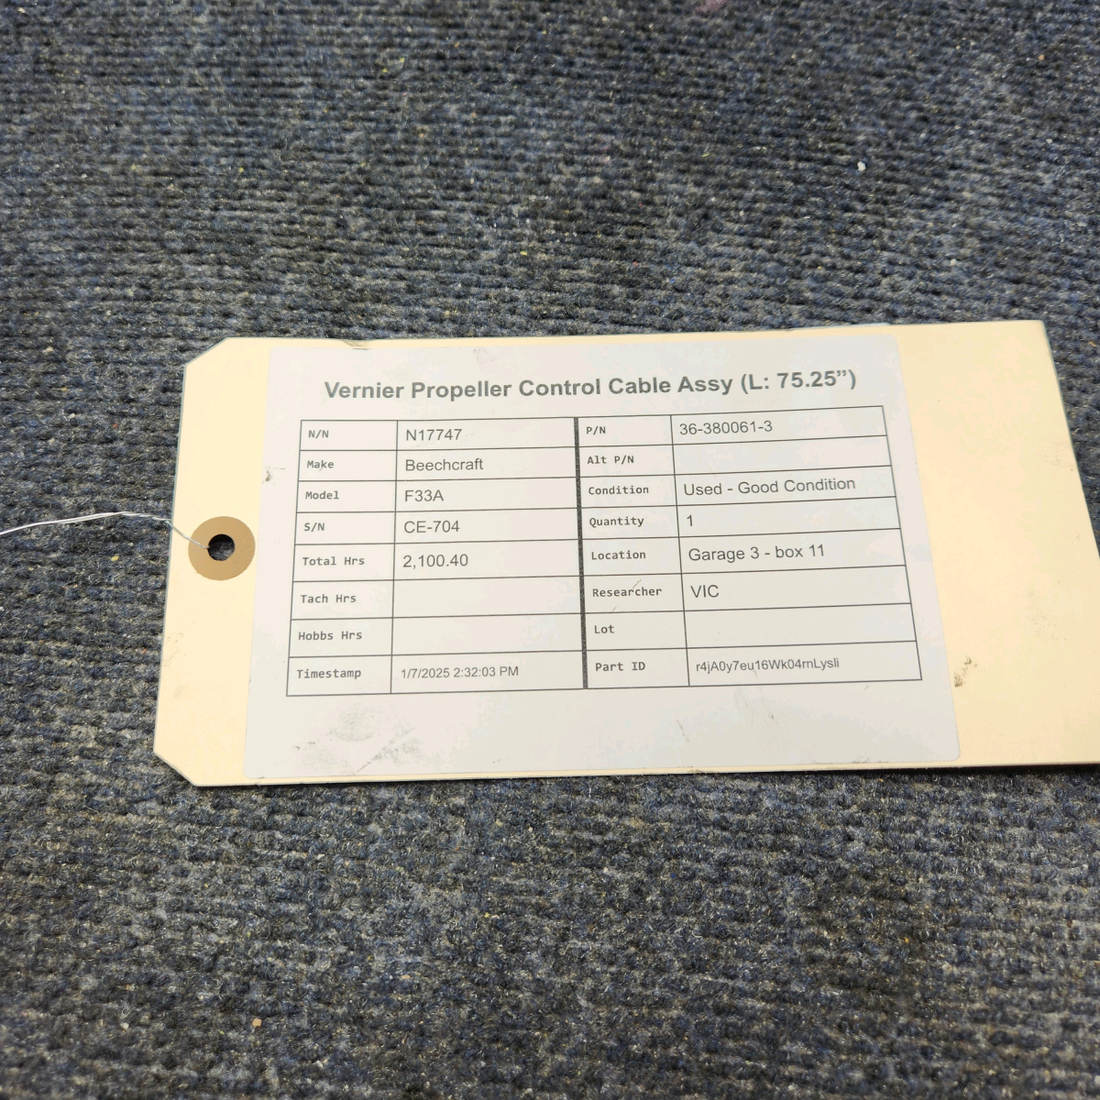 Vernier Propeller Control Cable Assy (L: 75.25”)
N/N N17747 P/N 36-380061-3
Make Beechcraft Alt P/N
Model F33A Condition Used - Good Condition
S/N CE-704 Quantity 1
Total Hrs 2,100.40 Location Garage 3 - box 11
Tach Hrs Researcher VIC
Hobbs Hrs Lot
Timestamp 1/7/2025 2:32:03 PM Part ID r4jA0y7eu16Wk04rnLysli